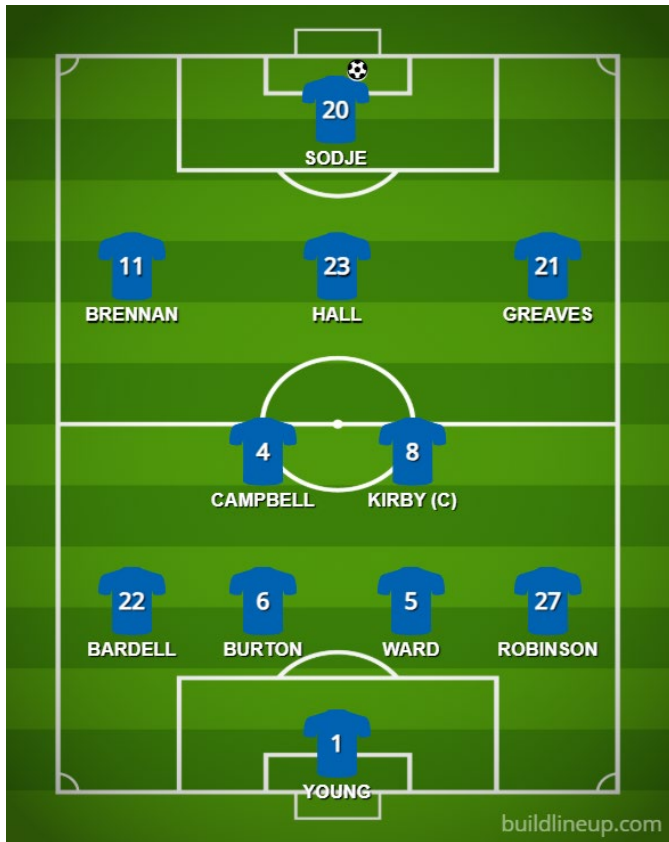 20
SODJE
11
BRENNAN
23
HALL
21
GREAVES
4
CAMPBELL
8
KIRBY (C)
22
BARDELL
6
BURTON
5
WARD
27
ROBINSON
1
YOUNG
buildlineup.com